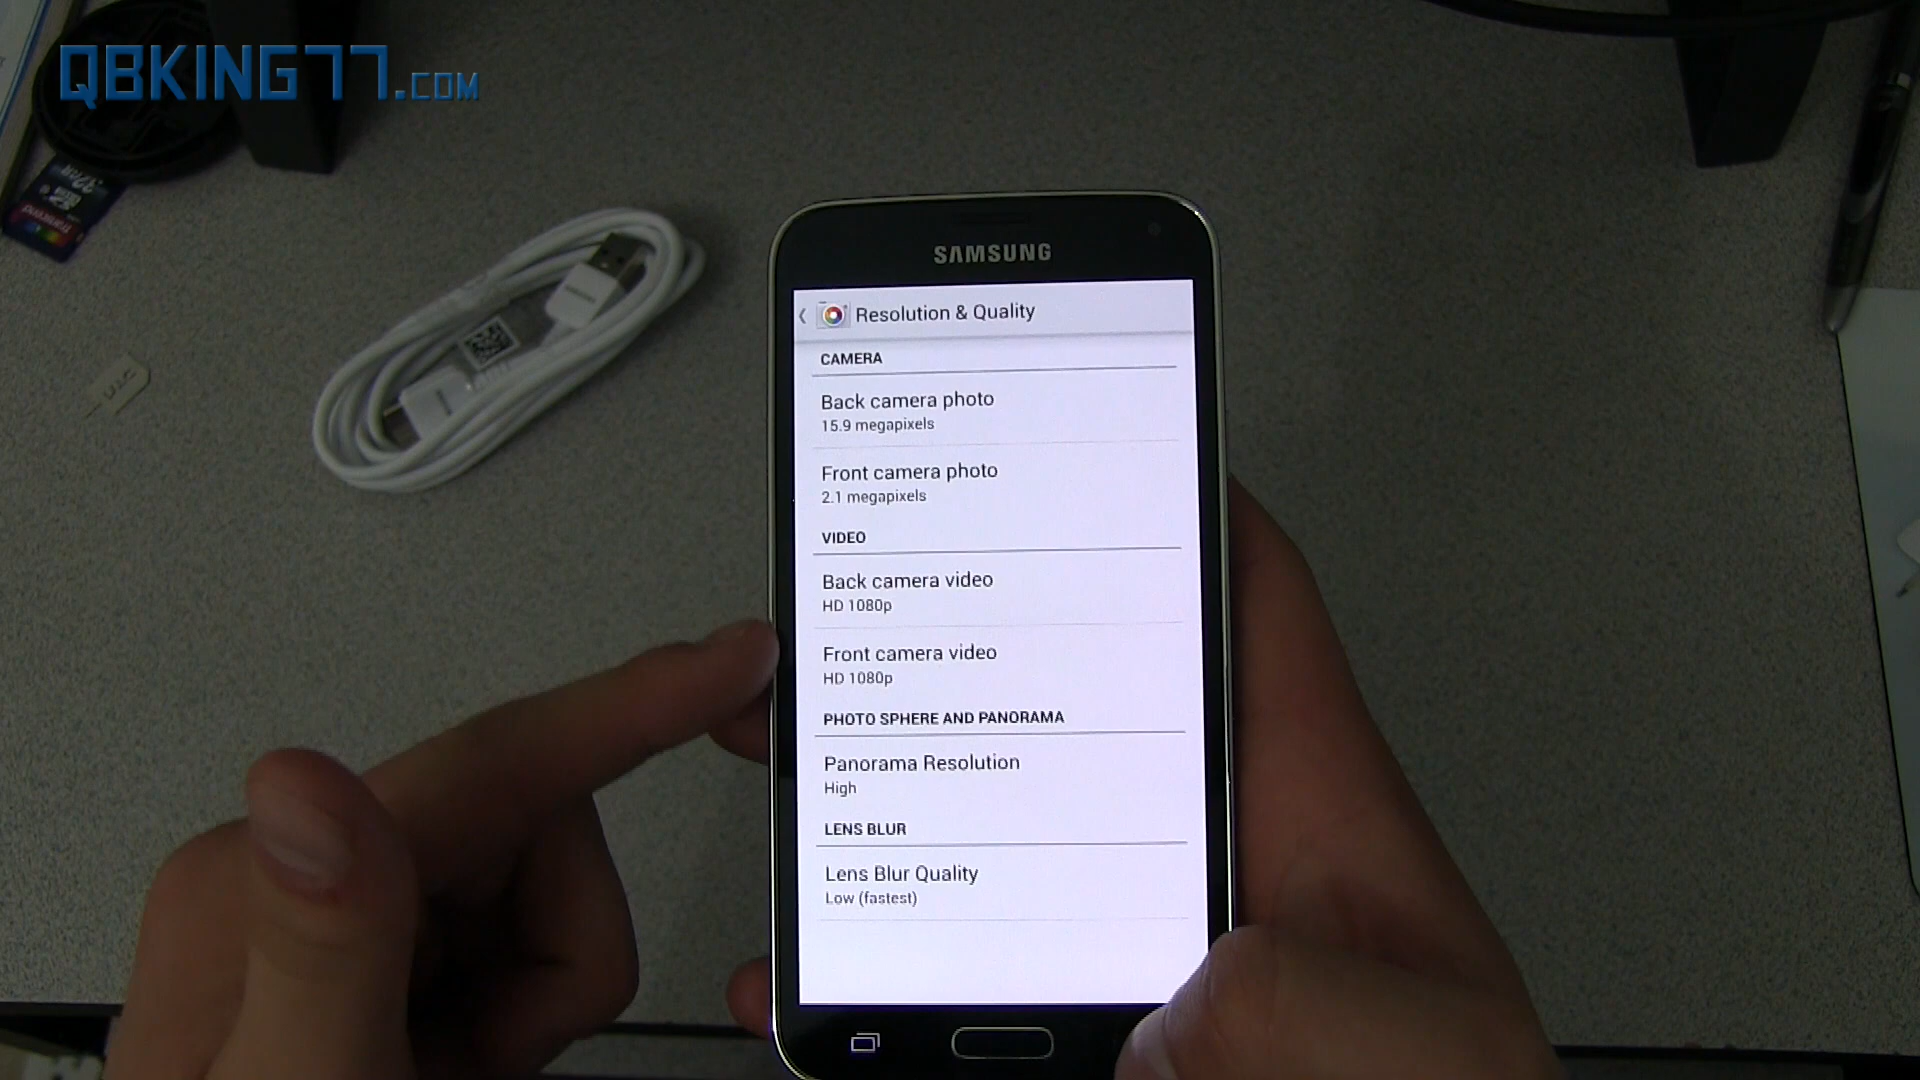 QBKING77.COM
SAMSUNG
Resolution & Quality
CAMERA
Back camera photo
15.9 megapixels
Front camera photo
2.1 megapixels
VIDEO
Back camera video
HD 1080p
Front camera video
HD 1080p
PHOTO SPHERE AND PANORAMA
Panorama Resolution
High
LENS BLUR
Lens Blur Quality
Low (fastest)
Transcend
32GB